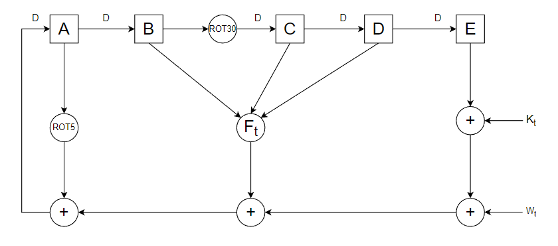 D D D D D
A B ROT30 C D E
ROT5 Ft + Kt
+ + + Wt